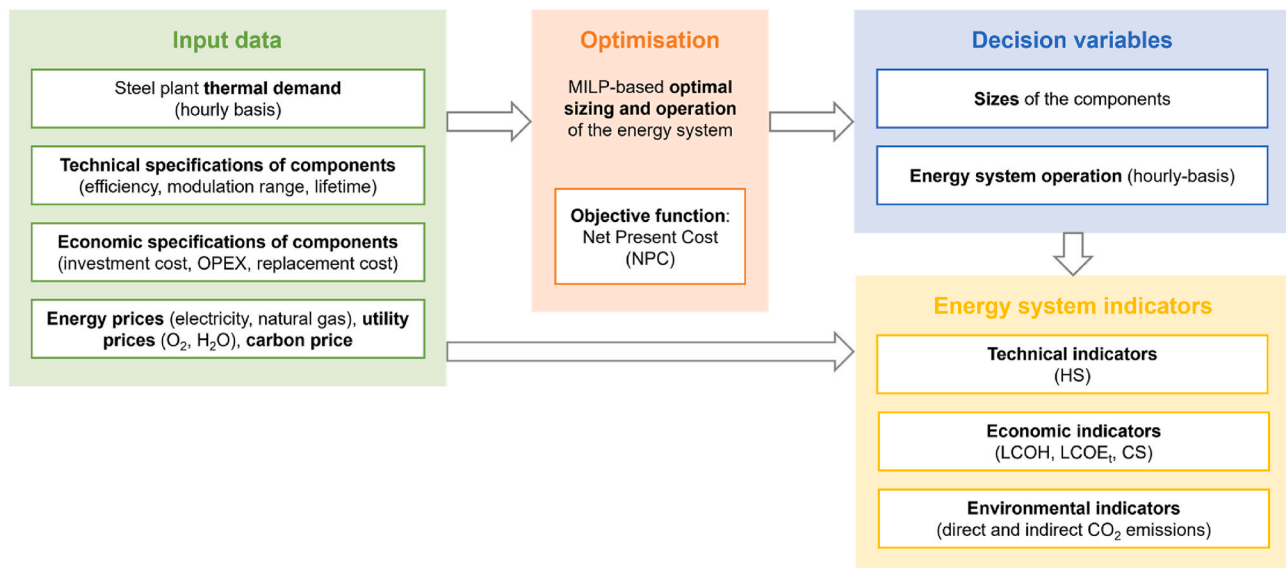 Input data
Steel plant thermal demand
(hourly basis)
Technical specifications of components
(efficiency, modulation range, lifetime)
Economic specifications of components
(investment cost, OPEX, replacement cost)
Energy prices (electricity, natural gas), utility
prices (O₂, H₂O), carbon price
Optimisation
MILP-based optimal
sizing and operation
of the energy system
Objective function:
Net Present Cost
(NPC)
Decision variables
Sizes of the components
Energy system operation (hourly-basis)
Energy system indicators
Technical indicators
(HS)
Economic indicators
(LCOH, LCOEₜ, CS)
Environmental indicators
(direct and indirect CO₂ emissions)